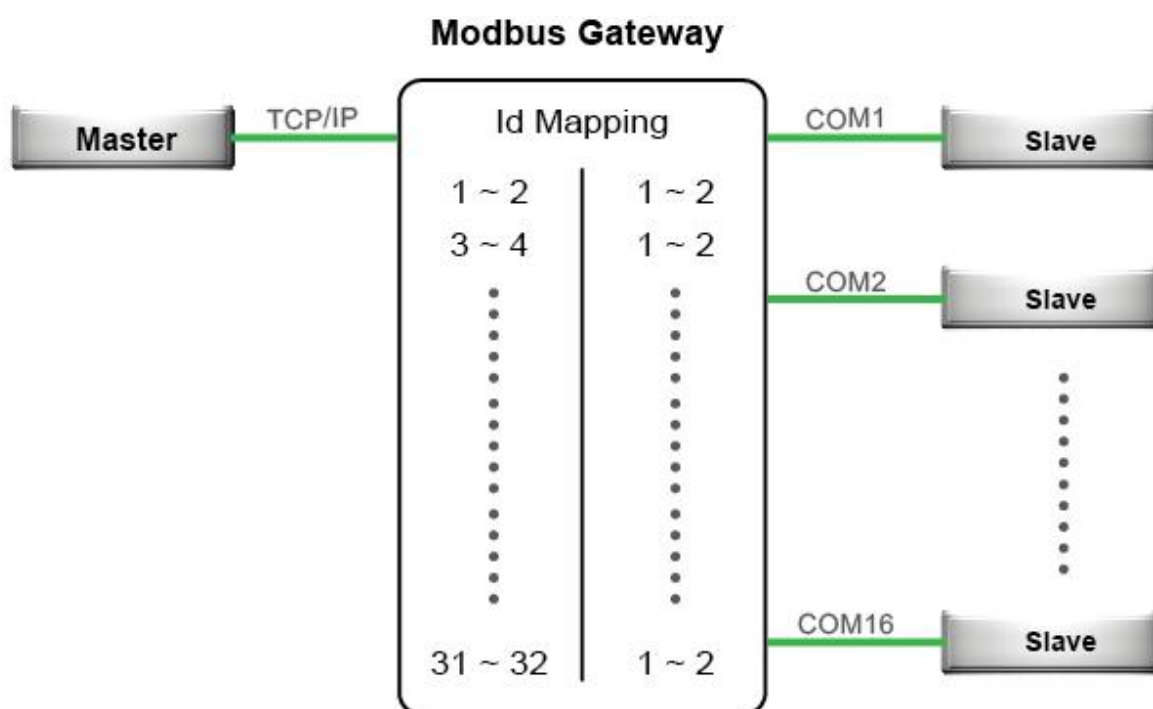 Modbus Gateway
Master
TCP/IP
Id Mapping
1 ~ 2 1 ~ 2
3 ~ 4 1 ~ 2
31 ~ 32 1 ~ 2
COM1
Slave
COM2
Slave
COM16
Slave